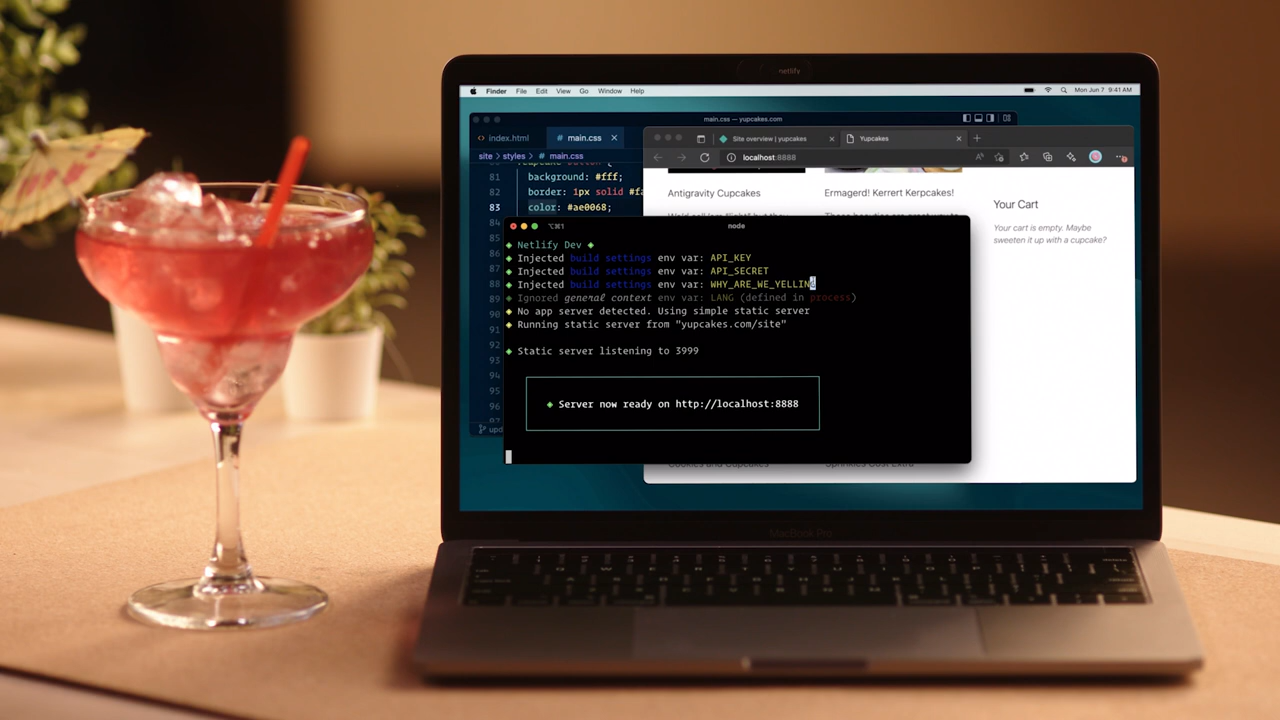 netlify
Finder File Edit View Go Window Help
Mon Jun 7 9:41 AM
main.css — yupcakes.com
index.html
# main.css
site › styles › # main.css
81 background: #fff;
82 border: 1px solid #fa
83 color: #ae0068;
84
85
87
88
89
90
91
92
93
94
95
96
Site overview | yupcakes
Yupcakes
localhost:8888
Antigravity Cupcakes
Ermagerd! Kerrert Kerpcakes!
Your Cart
Your cart is empty. Maybe
sweeten it up with a cupcake?
⌥⌘1
node
◈ Netlify Dev ◈
◈ Injected build settings env var: API_KEY
◈ Injected build settings env var: API_SECRET
◈ Injected build settings env var: WHY_ARE_WE_YELLING
◈ Ignored general context env var: LANG (defined in process)
◈ No app server detected. Using simple static server
◈ Running static server from "yupcakes.com/site"
◈ Static server listening to 3999
◈ Server now ready on http://localhost:8888
Cookies and Cupcakes
Sprinkles Cost Extra
MacBook Pro